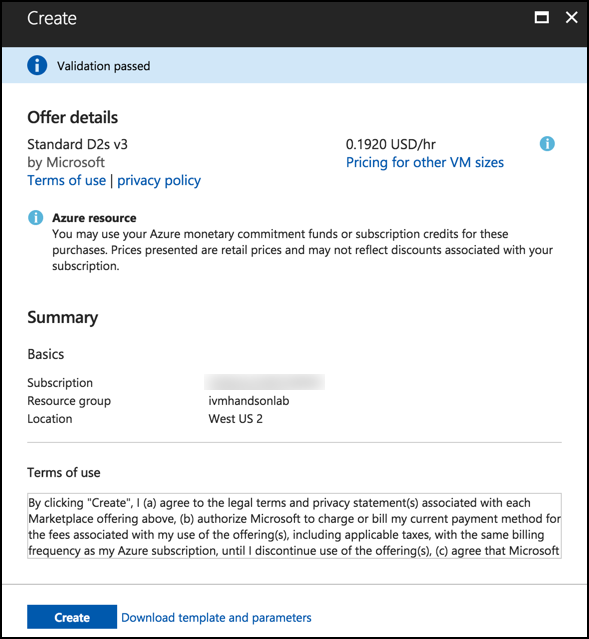 Create
Validation passed
Offer details
Standard D2s v3
0.1920 USD/hr
by Microsoft
Pricing for other VM sizes
Terms of use | privacy policy
Azure resource
You may use your Azure monetary commitment funds or subscription credits for these
purchases. Prices presented are retail prices and may not reflect discounts associated with your
subscription.
Summary
Basics
Subscription
Resource group ivmhandsonlab
Location West US 2
Terms of use
By clicking "Create", I (a) agree to the legal terms and privacy statement(s) associated with each
Marketplace offering above, (b) authorize Microsoft to charge or bill my current payment method for
the fees associated with my use of the offering(s), including applicable taxes, with the same billing
frequency as my Azure subscription, until I discontinue use of the offering(s), (c) agree that Microsoft
Create Download template and parameters